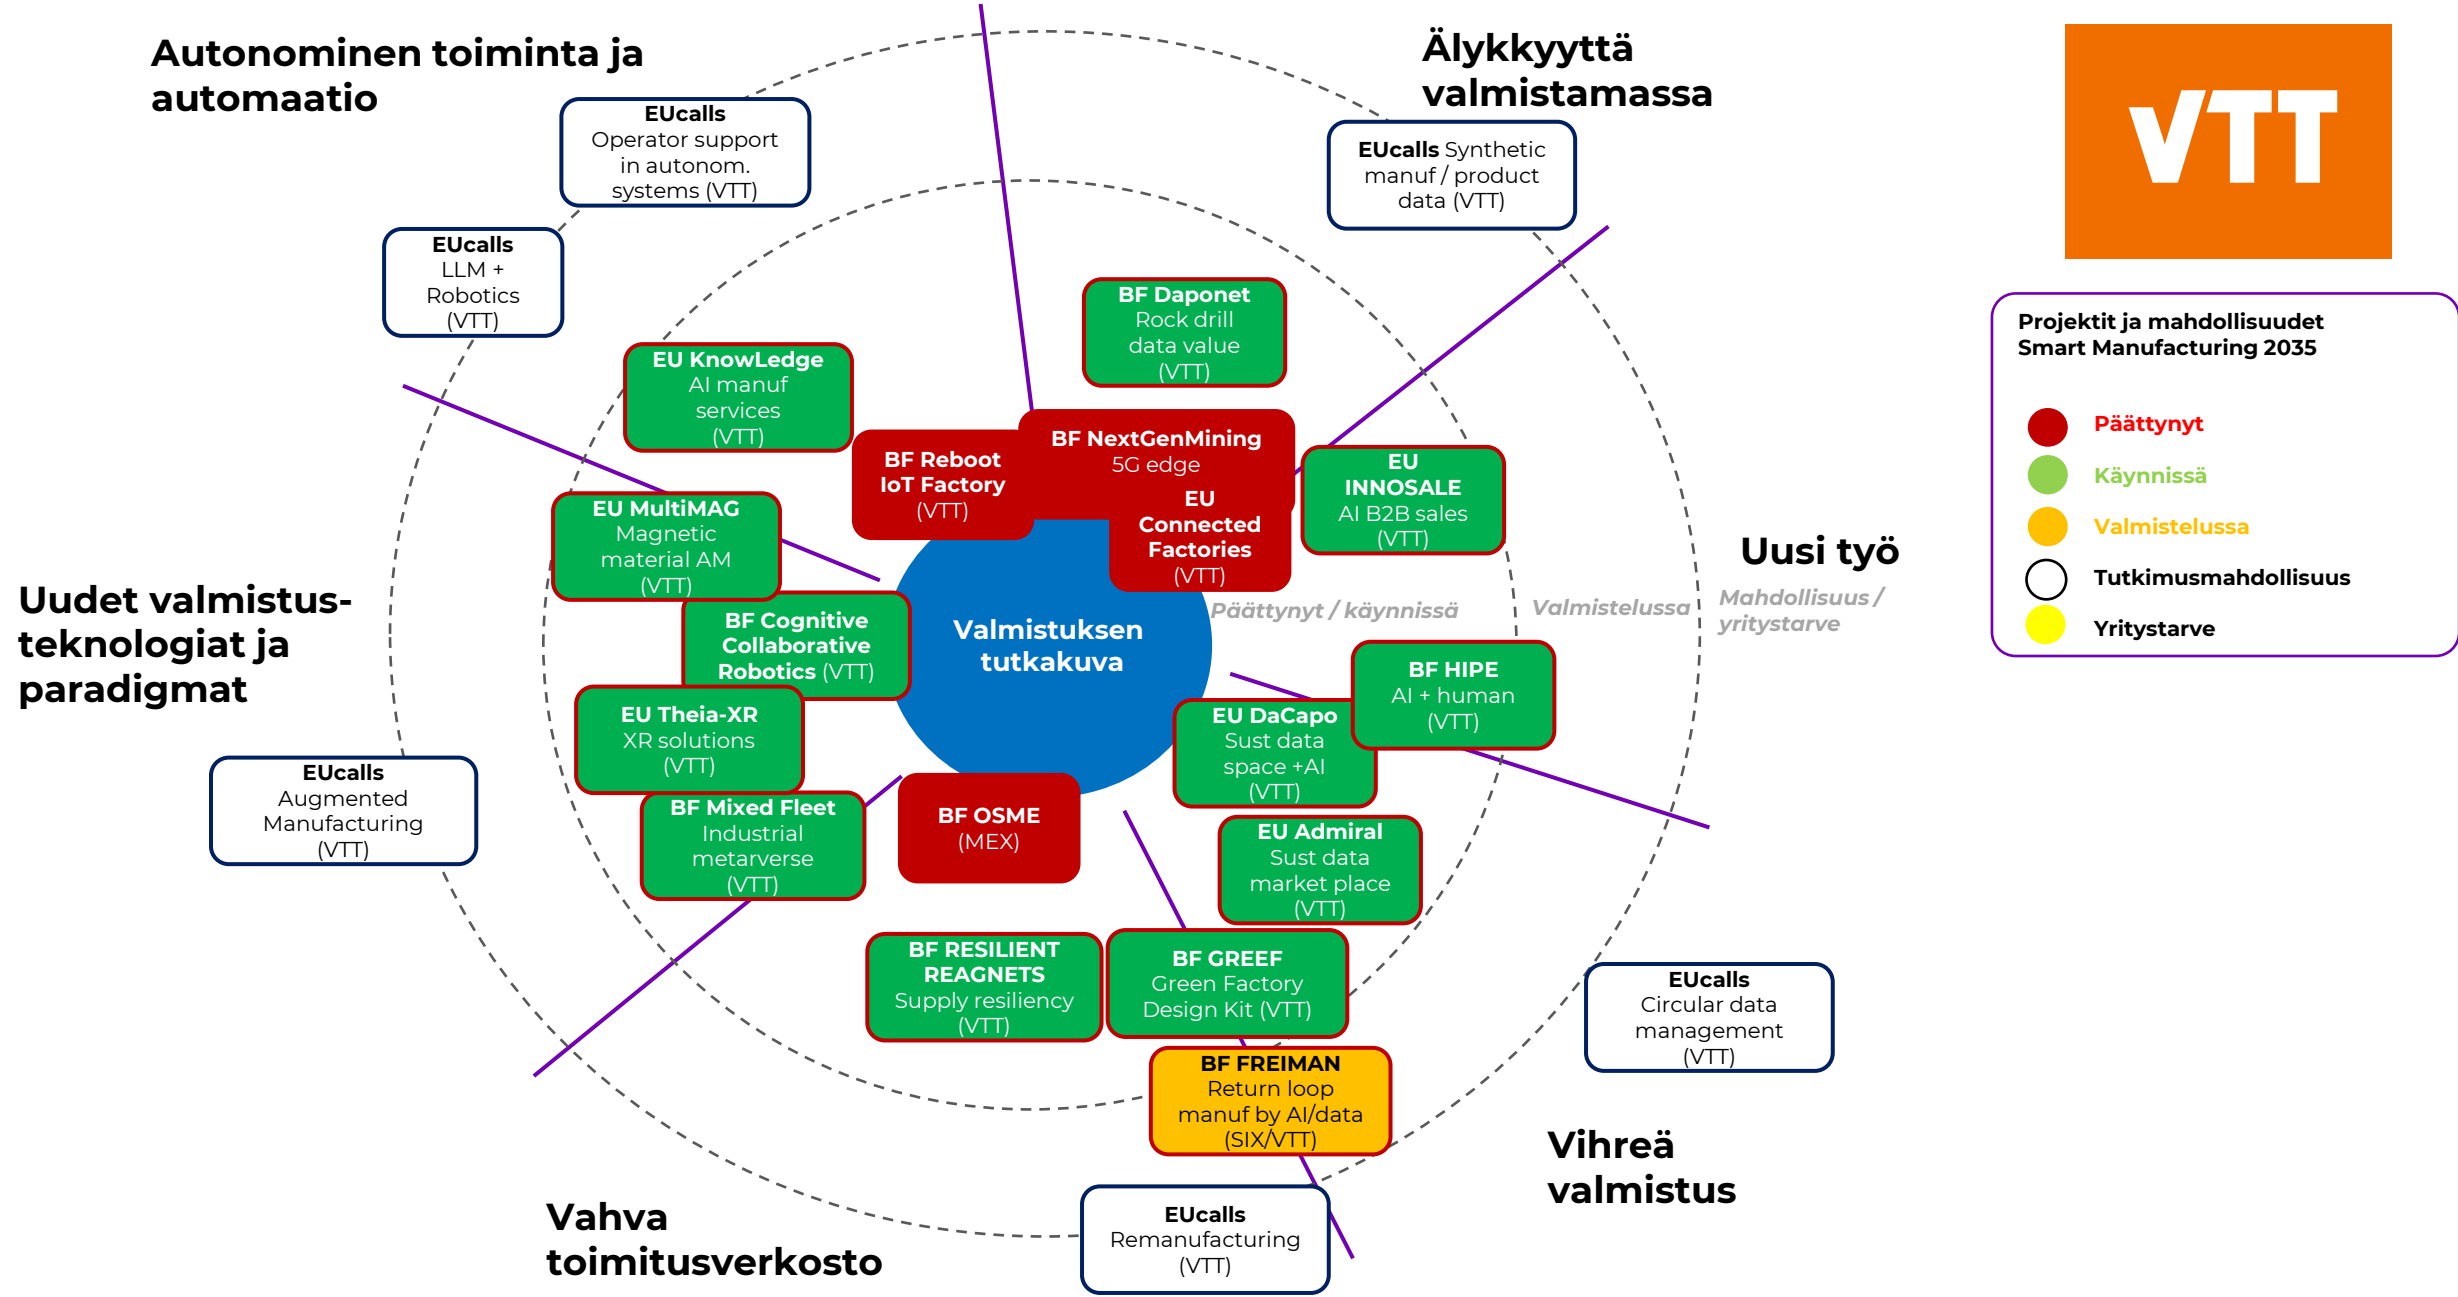 Autonominen toiminta ja
automaatio
Älykkyyttä
valmistamassa
VTT
EUcalls
Operator support
in autonom.
systems (VTT)
EUcalls Synthetic
manuf / product
data (VTT)
EUcalls
LLM +
Robotics
(VTT)
BF Daponet
Rock drill
data value
(VTT)
Projektit ja mahdollisuudet
Smart Manufacturing 2035
Päättynyt
Käynnissä
Valmistelussa
Tutkimusmahdollisuus
Yritystarve
EU KnowLedge
AI manuf
services
(VTT)
BF Reboot
IoT Factory
(VTT)
BF NextGenMining
5G edge
EU
Connected
Factories
(VTT)
EU
INNOSALE
AI B2B sales
(VTT)
EU MultiMAG
Magnetic
material AM
(VTT)
Uusi työ
Uudet valmistus-
teknologiat ja
paradigmat
BF Cognitive
Collaborative
Robotics (VTT)
Valmistuksen
tutkakuva
Päättynyt / käynnissä
Valmistelussa
Mahdollisuus /
yritystarve
BF HIPE
AI + human
(VTT)
EU Theia-XR
XR solutions
(VTT)
EU DaCapo
Sust data
space +AI
(VTT)
EUcalls
Augmented
Manufacturing
(VTT)
BF Mixed Fleet
Industrial
metarverse
(VTT)
BF OSME
(MEX)
EU Admiral
Sust data
market place
(VTT)
BF RESILIENT
REAGNETS
Supply resiliency
(VTT)
BF GREEF
Green Factory
Design Kit (VTT)
EUcalls
Circular data
management
(VTT)
BF FREIMAN
Return loop
manuf by AI/data
(SIX/VTT)
Vihreä
valmistus
Vahva
toimitusverkosto
EUcalls
Remanufacturing
(VTT)